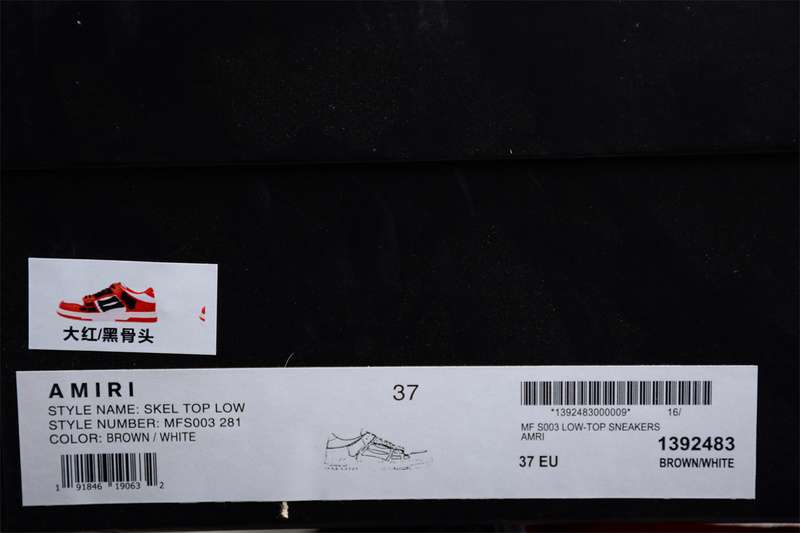 大红/黑骨头
AMIRI
STYLE NAME: SKEL TOP LOW
STYLE NUMBER: MFS003 281
COLOR: BROWN / WHITE
1 91846 19063 2
37
*1392483000009* 16/
MF S003 LOW-TOP SNEAKERS
AMRI
1392483
37 EU
BROWN/WHITE